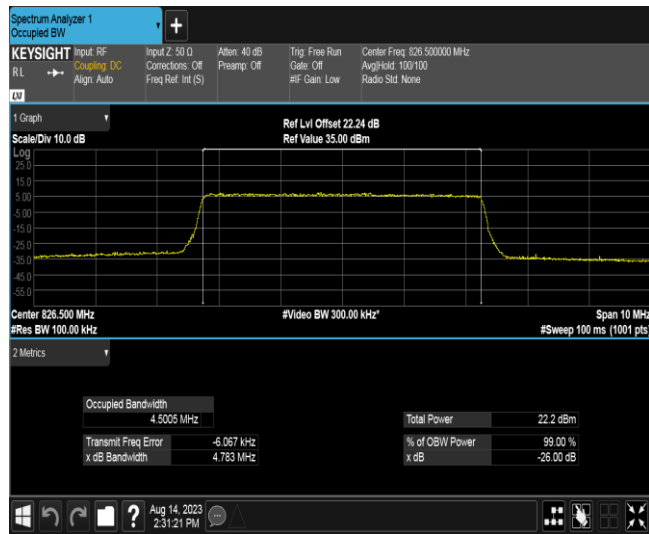 Spectrum Analyzer 1
Occupied BW
+
KEYSIGHT
RL
LXI
Input: RF
Coupling: DC
Align: Auto
Input Z: 50 Ω
Corrections: Off
Freq Ref: Int (S)
Atten: 40 dB
Preamp: Off
Trig: Free Run
Gate: Off
#IF Gain: Low
Center Freq: 826.500000 MHz
Avg|Hold: 100/100
Radio Std: None
1 Graph
Scale/Div 10.0 dB
Ref Lvl Offset 22.24 dB
Ref Value 35.00 dBm
Log
25.0
15.0
5.00
-5.00
-15.0
-25.0
-35.0
-45.0
-55.0
Center 826.500 MHz
#Res BW 100.00 kHz
#Video BW 300.00 kHz*
Span 10 MHz
#Sweep 100 ms (1001 pts)
2 Metrics
Occupied Bandwidth
4.5005 MHz
Transmit Freq Error -6.067 kHz
x dB Bandwidth 4.783 MHz
Total Power 22.2 dBm
% of OBW Power 99.00 %
x dB -26.00 dB
?
Aug 14, 2023
2:31:21 PM